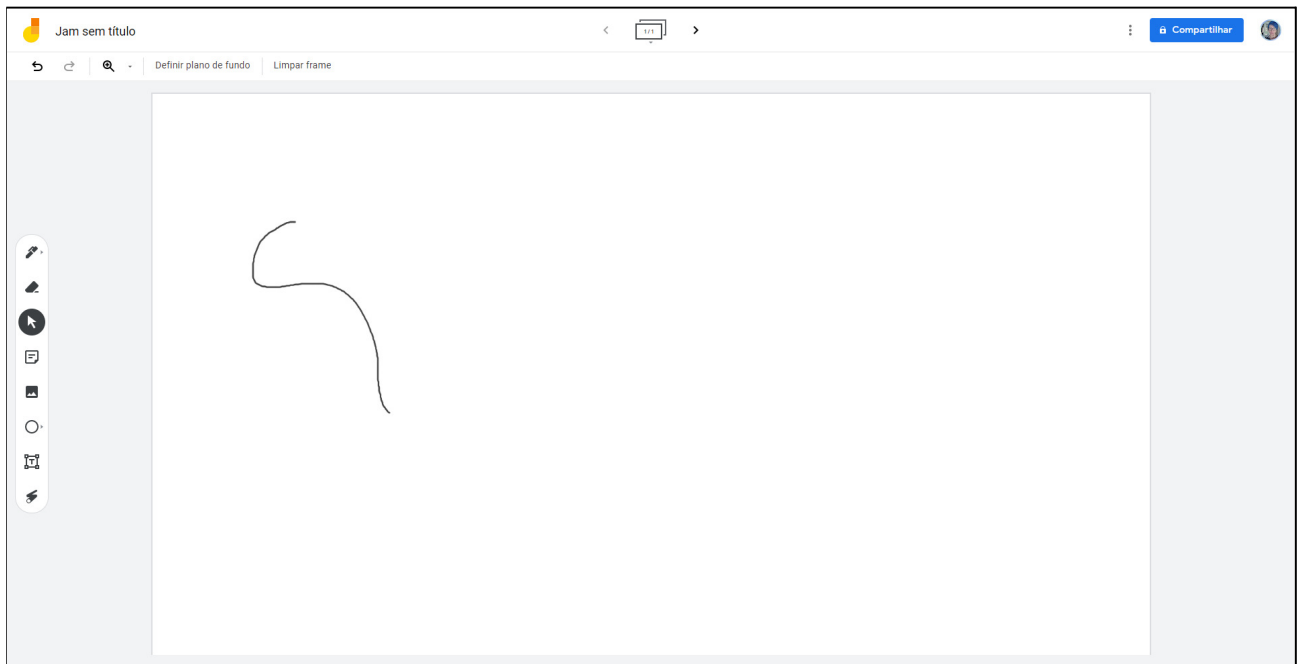 Jam sem título
1/1
Compartilhar
Definir plano de fundo
Limpar frame